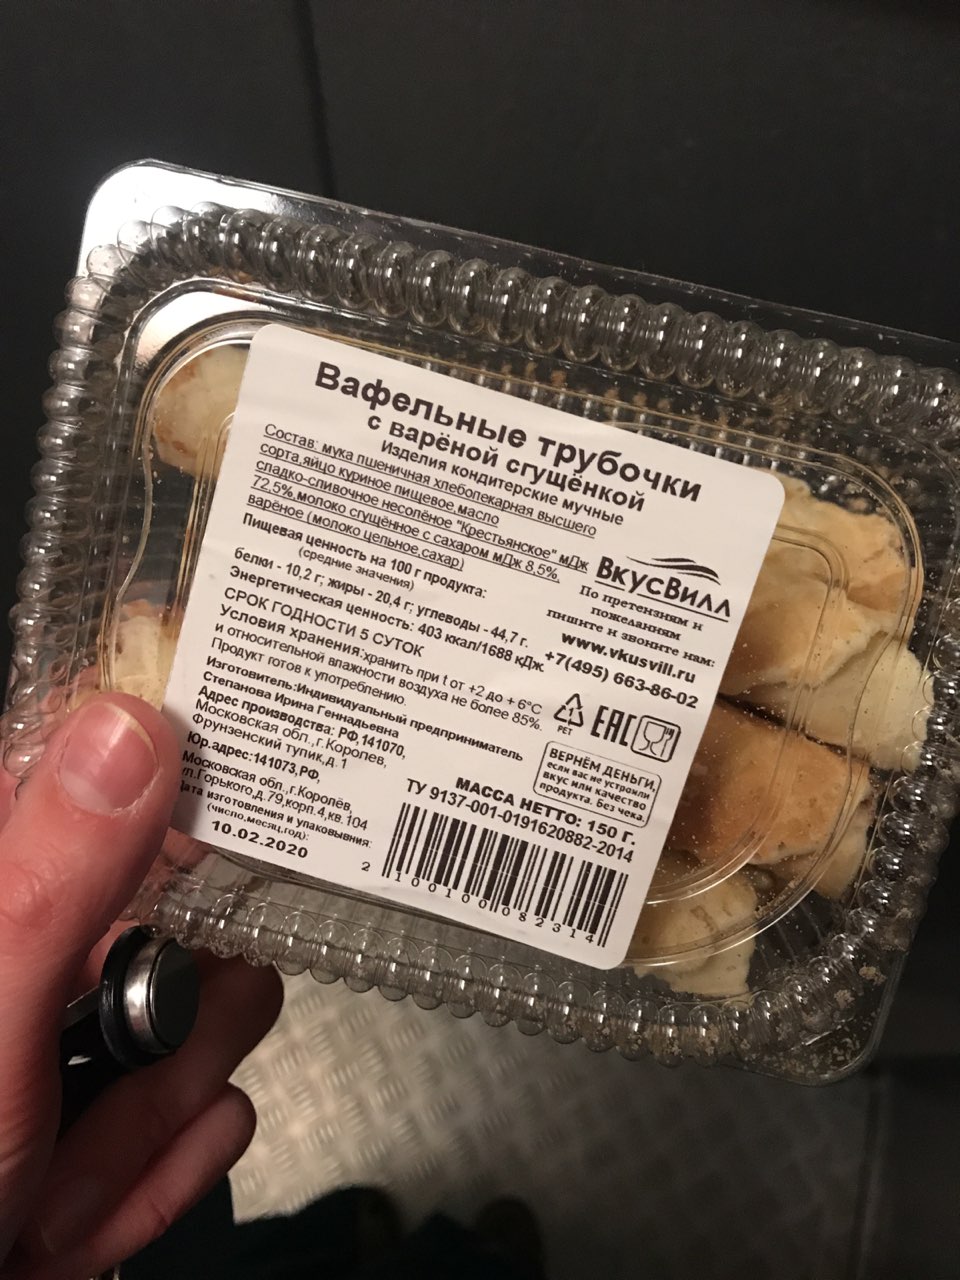 Вафельные трубочки
с варёной сгущёнкой
Изделия кондитерские мучные
Состав: мука пшеничная хлебопекарная высшего
сорта,яйцо куриное пищевое,масло
сладко-сливочное несолёное "Крестьянское" мДж
72,5%,молоко сгущённое с сахаром мДж 8,5%,
варёное (молоко цельное,сахар)
Пищевая ценность на 100 г продукта:
(средние значения)
белки - 10,2 г; жиры - 20,4 г; углеводы - 44,7 г.
Энергетическая ценность: 403 ккал/1688 кДж
СРОК ГОДНОСТИ 5 СУТОК
Условия хранения:хранить при t от +2 до + 6°С
и относительной влажности воздуха не более 85%.
Продукт готов к употреблению.
Изготовитель:Индивидуальный предприниматель
Степанова Ирина Геннадьевна
Адрес производства: РФ,141070,
Московская обл.,г.Королев,
Фрунзенский тупик,д.1
Юр.адрес:141073,РФ,
Московская обл.,г.Королёв,
ул.Горького,д.79,корп.4,кв.104
Дата изготовления и упаковывния:
(число,месяц,год):
10.02.2020
ВкусВилл
По претензиям и
пожеланиям
пишите и звоните нам:
www.vkusvill.ru
+7(495) 663-86-02
PET
EAC
ВЕРНЁМ ДЕНЬГИ,
если вас не устроили
вкус или качество
продукта. Без чека.
МАССА НЕТТО: 150 г.
ТУ 9137-001-0191620882-2014
2 100100 082314